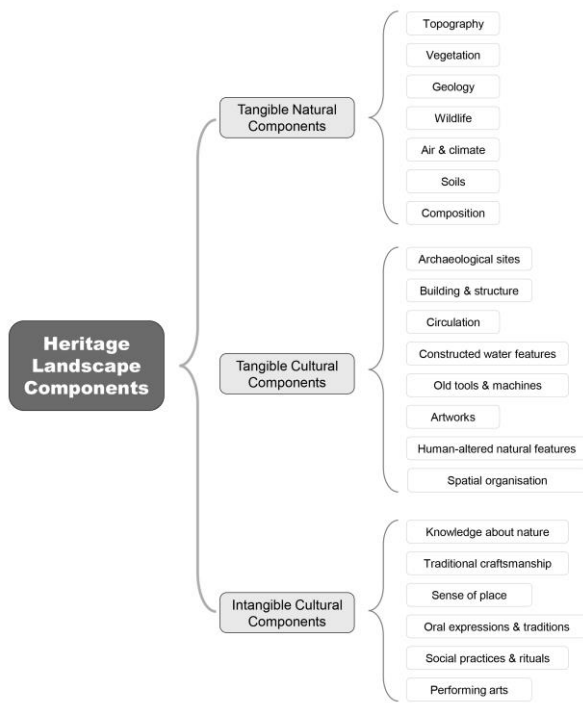 Heritage
Landscape
Components
Tangible Natural
Components
Topography
Vegetation
Geology
Wildlife
Air & climate
Soils
Composition
Tangible Cultural
Components
Archaeological sites
Building & structure
Circulation
Constructed water features
Old tools & machines
Artworks
Human-altered natural features
Spatial organisation
Intangible Cultural
Components
Knowledge about nature
Traditional craftsmanship
Sense of place
Oral expressions & traditions
Social practices & rituals
Performing arts